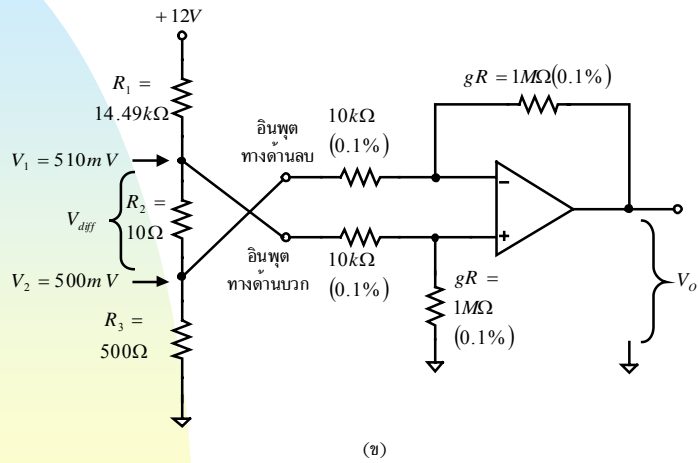 +12V
R₁ =
14.49kΩ
V₁ = 510mV
V_diff
R₂ =
10Ω
V₂ = 500mV
R₃ =
500Ω
อินพุต
ทางด้านลบ
อินพุต
ทางด้านบวก
10kΩ
(0.1%)
10kΩ
(0.1%)
gR = 1MΩ(0.1%)
−
+
gR =
1MΩ
(0.1%)
V_O
(ข)